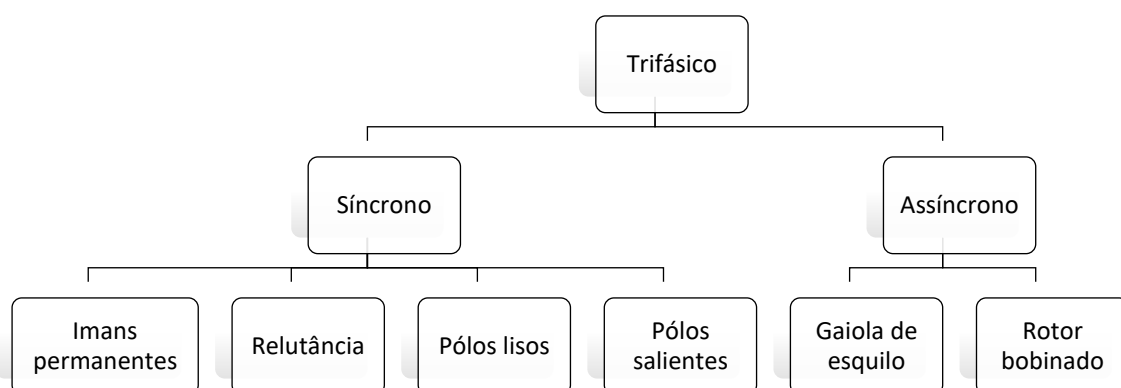 Trifásico
Síncrono
Assíncrono
Imans
permanentes
Relutância
Pólos lisos
Pólos
salientes
Gaiola de
esquilo
Rotor
bobinado